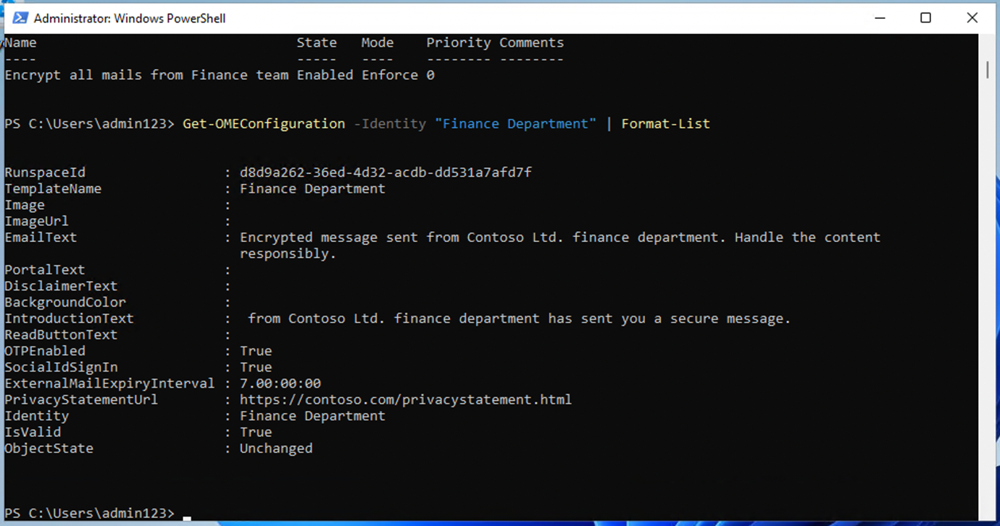 Administrator: Windows PowerShell
Name                                State   Mode    Priority Comments
----                                -----   ----    -------- --------
Encrypt all mails from Finance team Enabled Enforce 0
PS C:\Users\admin123> Get-OMEConfiguration -Identity "Finance Department" | Format-List
RunspaceId                 : d8d9a262-36ed-4d32-acdb-dd531a7afd7f
TemplateName               : Finance Department
Image                      :
ImageUrl                   :
EmailText                  : Encrypted message sent from Contoso Ltd. finance department. Handle the content
                             responsibly.
PortalText                 :
DisclaimerText             :
BackgroundColor            :
IntroductionText           :  from Contoso Ltd. finance department has sent you a secure message.
ReadButtonText             :
OTPEnabled                 : True
SocialIdSignIn             : True
ExternalMailExpiryInterval : 7.00:00:00
PrivacyStatementUrl        : https://contoso.com/privacystatement.html
Identity                   : Finance Department
IsValid                    : True
ObjectState                : Unchanged
PS C:\Users\admin123>